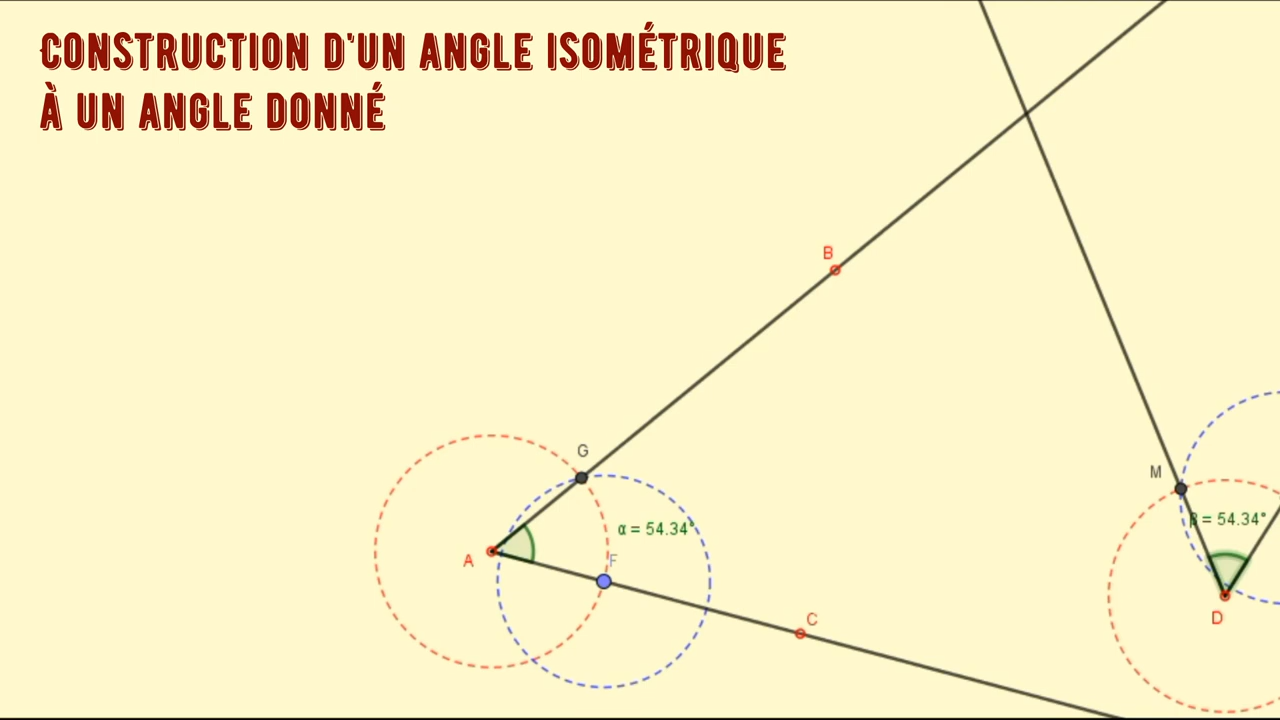 CONSTRUCTION D'UN ANGLE ISOMÉTRIQUE
À UN ANGLE DONNÉ
B
G
M
α = 54.34°
β = 54.34°
A
F
C
D